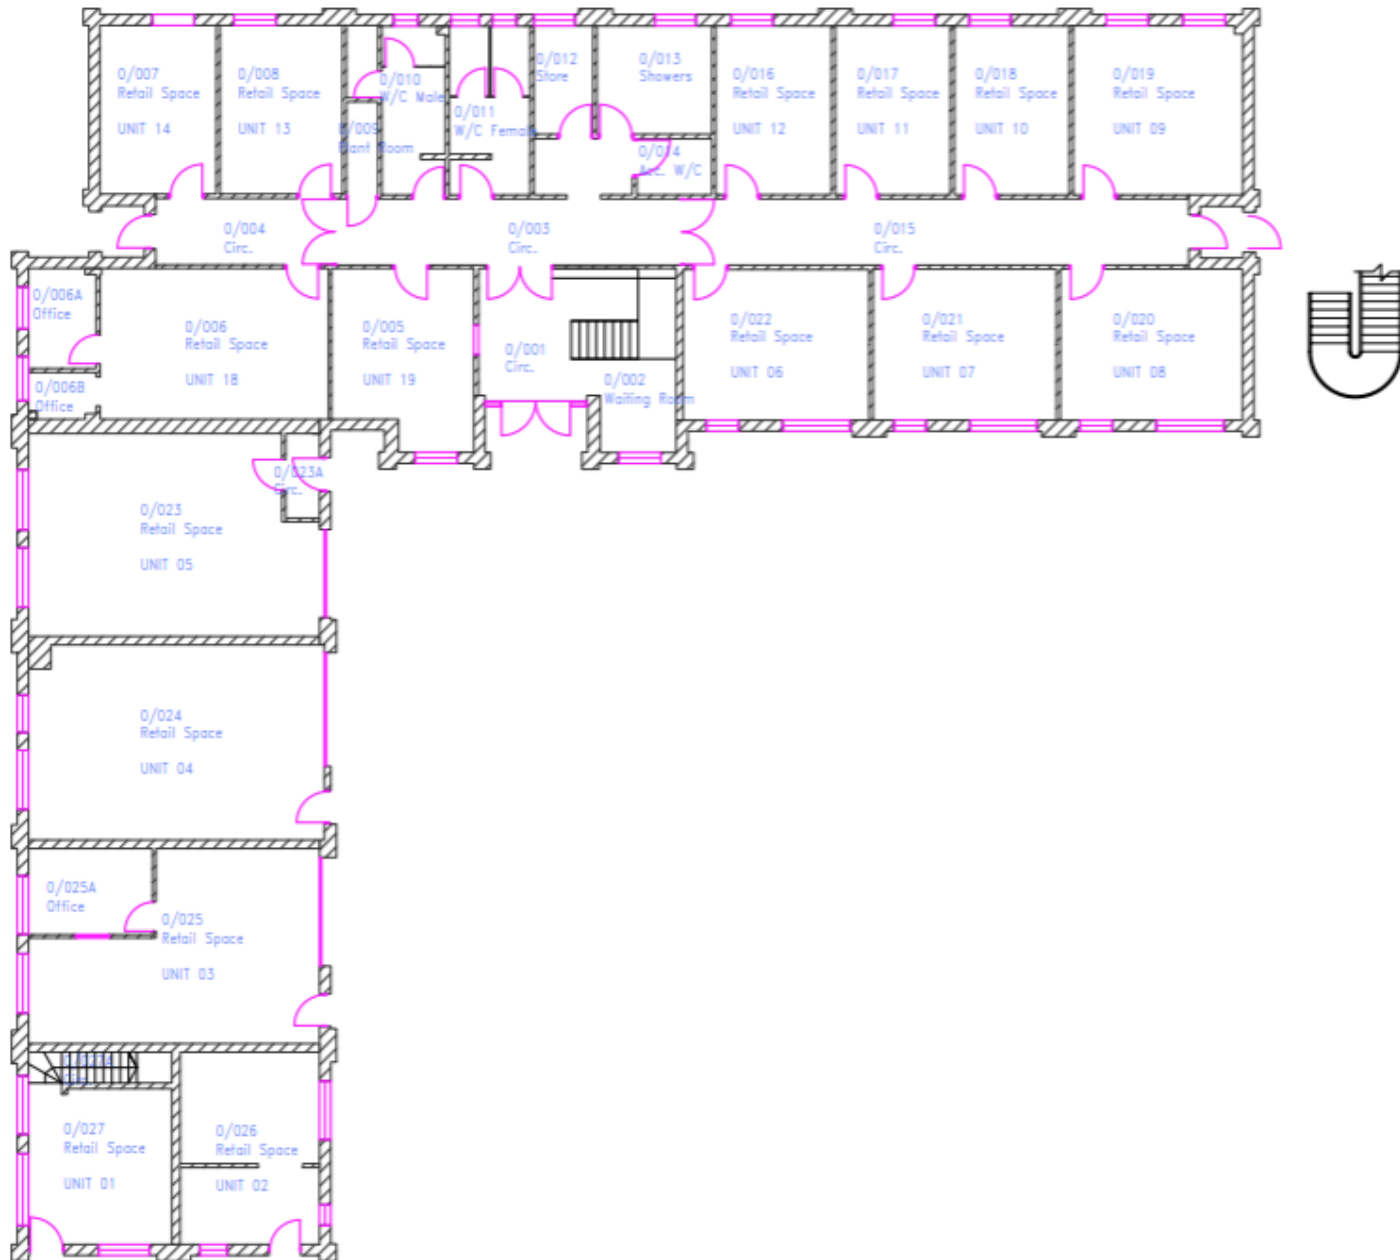 0/007
Retail Space
UNIT 14
0/008
Retail Space
UNIT 13
0/009
Plant Room
0/010
W/C Male
0/011
W/C Female
0/012
Store
0/013
Showers
0/014
Acc. W/C
0/016
Retail Space
UNIT 12
0/017
Retail Space
UNIT 11
0/018
Retail Space
UNIT 10
0/019
Retail Space
UNIT 09
0/004
Circ.
0/003
Circ.
0/015
Circ.
0/006A
Office
0/006B
Office
0/006
Retail Space
UNIT 18
0/005
Retail Space
UNIT 19
0/001
Circ.
0/002
Waiting Room
0/022
Retail Space
UNIT 06
0/021
Retail Space
UNIT 07
0/020
Retail Space
UNIT 08
0/023A
Circ.
0/023
Retail Space
UNIT 05
0/024
Retail Space
UNIT 04
0/025A
Office
0/025
Retail Space
UNIT 03
0/027A
Circ.
0/027
Retail Space
UNIT 01
0/026
Retail Space
UNIT 02